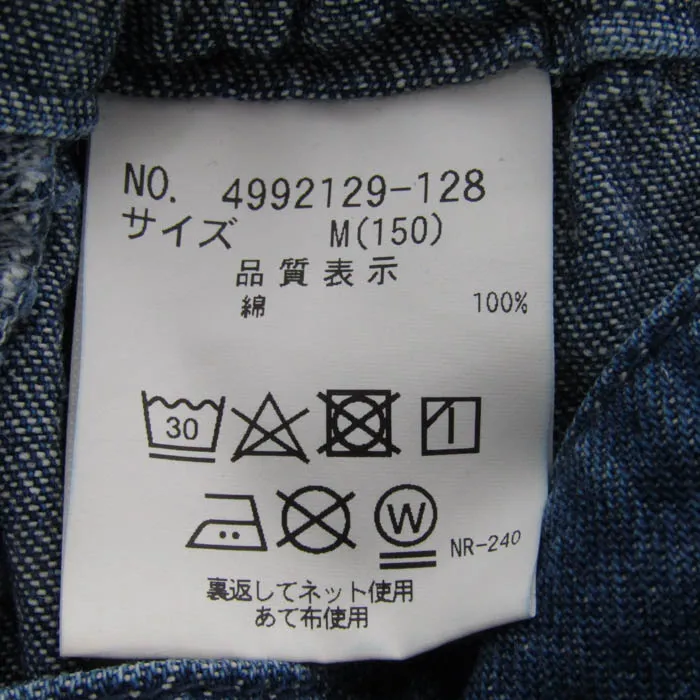 NO. 4992129-128
サイズ M(150)
品質表示
綿 100%
30
W
NR-240
裏返してネット使用
あて布使用